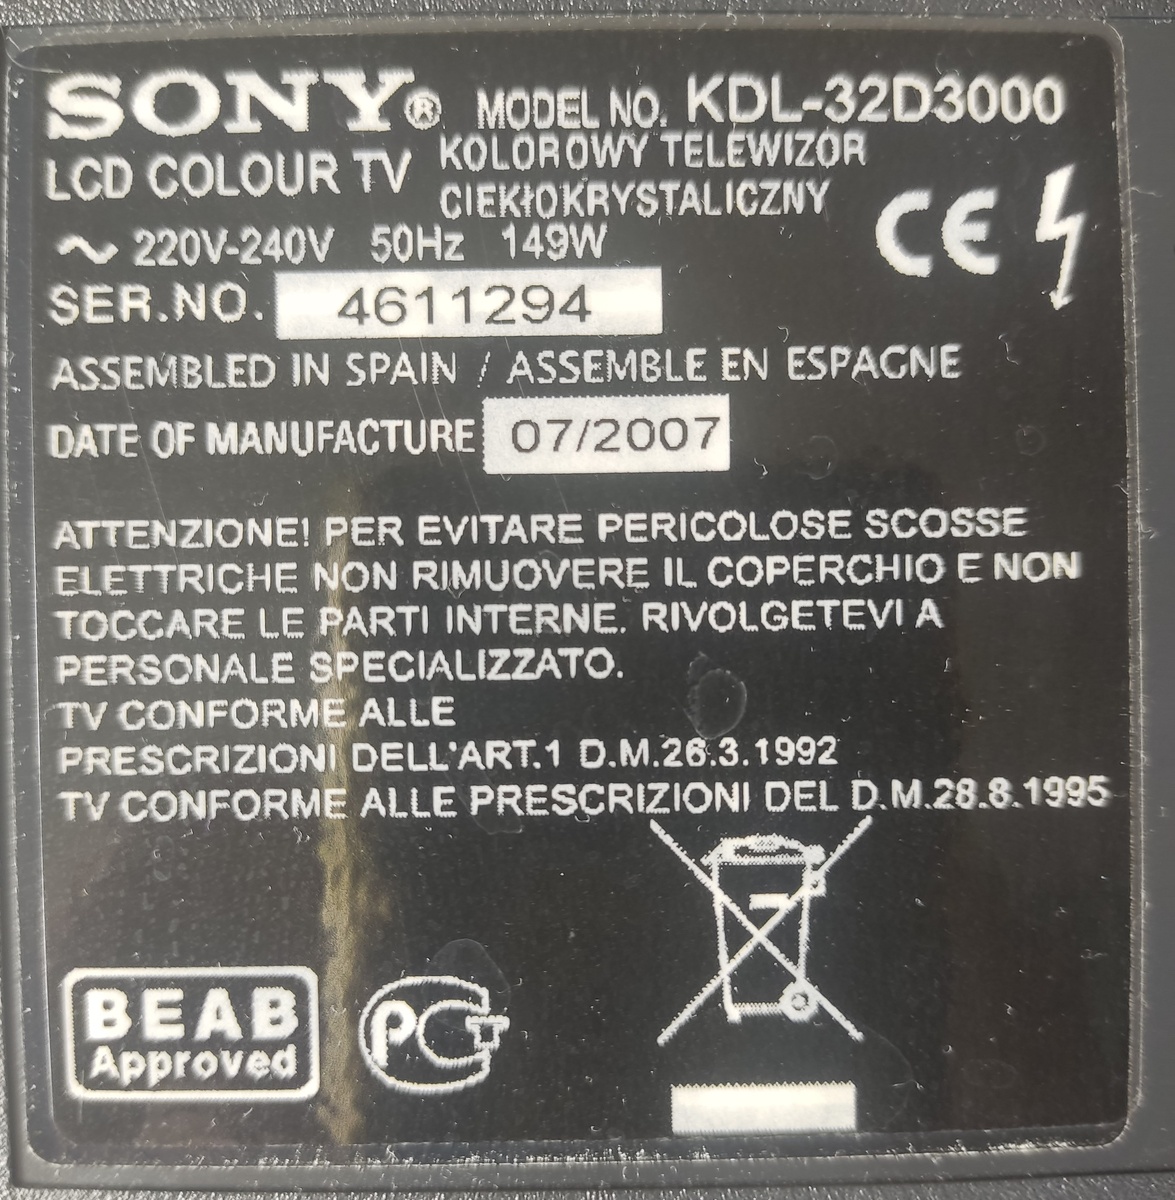 SONY® MODEL NO. KDL-32D3000
LCD COLOUR TV KOLOROWY TELEWIZOR
CIEKŁOKRYSTALICZNY
~ 220V-240V 50Hz 149W
CE
SER.NO. 4611294
ASSEMBLED IN SPAIN / ASSEMBLE EN ESPAGNE
DATE OF MANUFACTURE 07/2007
ATTENZIONE! PER EVITARE PERICOLOSE SCOSSE
ELETTRICHE NON RIMUOVERE IL COPERCHIO E NON
TOCCARE LE PARTI INTERNE. RIVOLGETEVI A
PERSONALE SPECIALIZZATO.
TV CONFORME ALLE
PRESCRIZIONI DELL'ART.1 D.M.26.3.1992
TV CONFORME ALLE PRESCRIZIONI DEL D.M.28.8.1995
BEAB
Approved
PCT